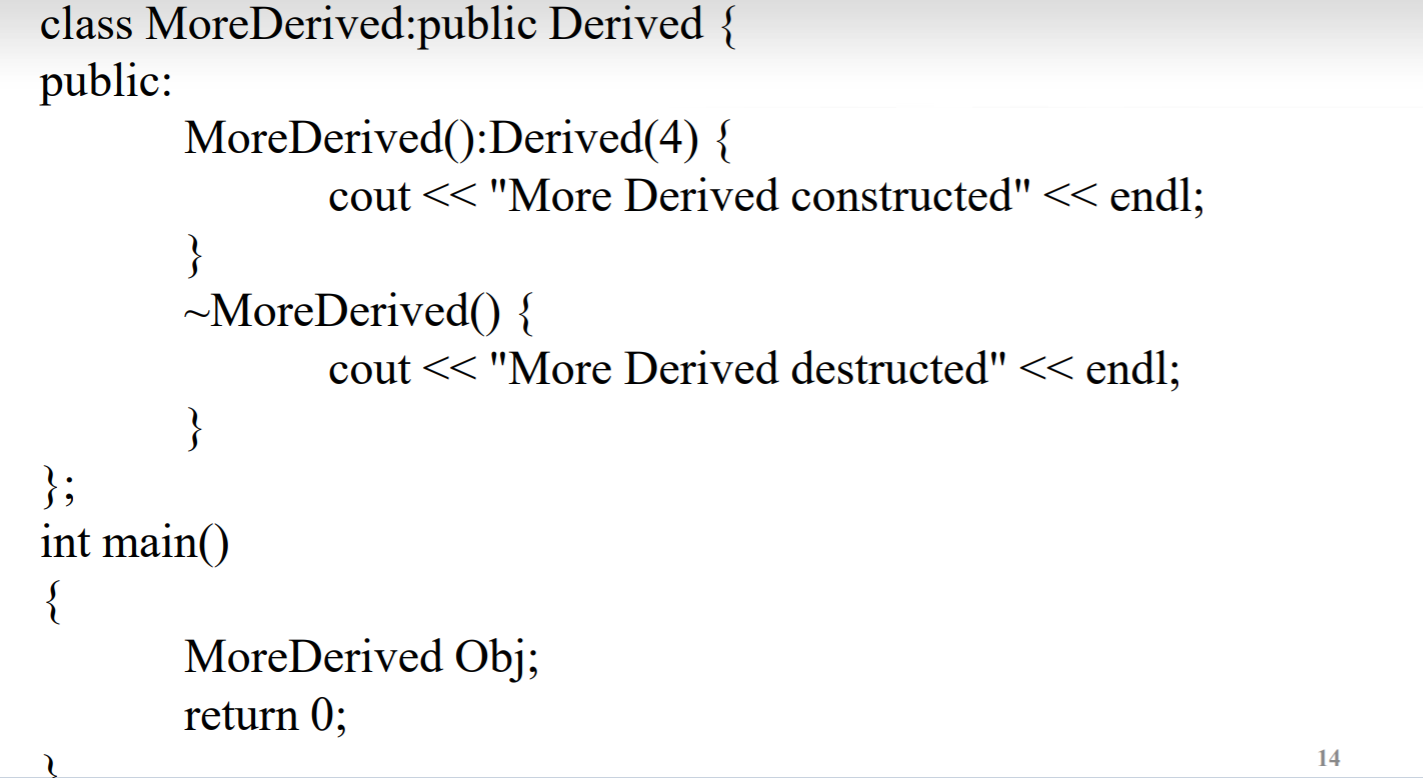 class MoreDerived:public Derived {
public:
MoreDerived():Derived(4) {
cout << "More Derived constructed" << endl;
}
~MoreDerived() {
cout << "More Derived destructed" << endl;
}
};
int main()
{
MoreDerived Obj;
return 0;
}
14